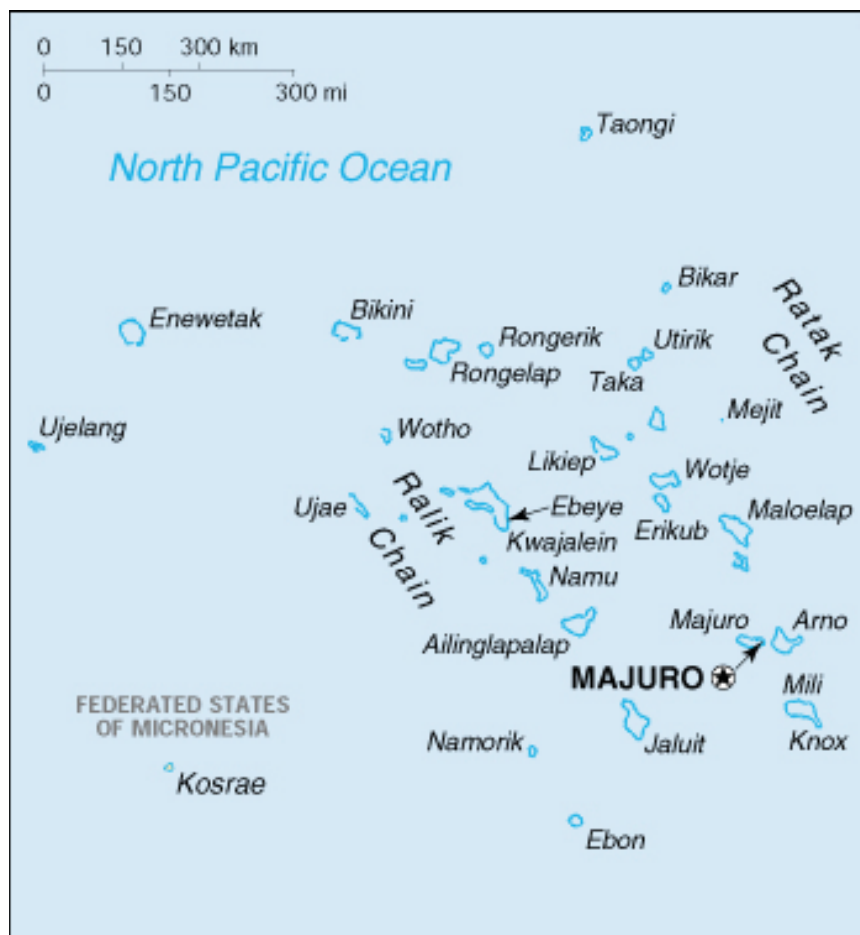 0 150 300 km
0 150 300 mi
Taongi
North Pacific Ocean
Bikar
Ratak
Chain
Enewetak
Bikini
Rongerik
Utirik
Rongelap
Taka
Mejit
Ujelang
Wotho
Likiep
Wotje
Ujae
Ralik
Chain
Ebeye
Erikub
Maloelap
Kwajalein
Namu
Majuro
Arno
Ailinglapalap
MAJURO
Mili
FEDERATED STATES
OF MICRONESIA
Namorik
Jaluit
Knox
Kosrae
Ebon